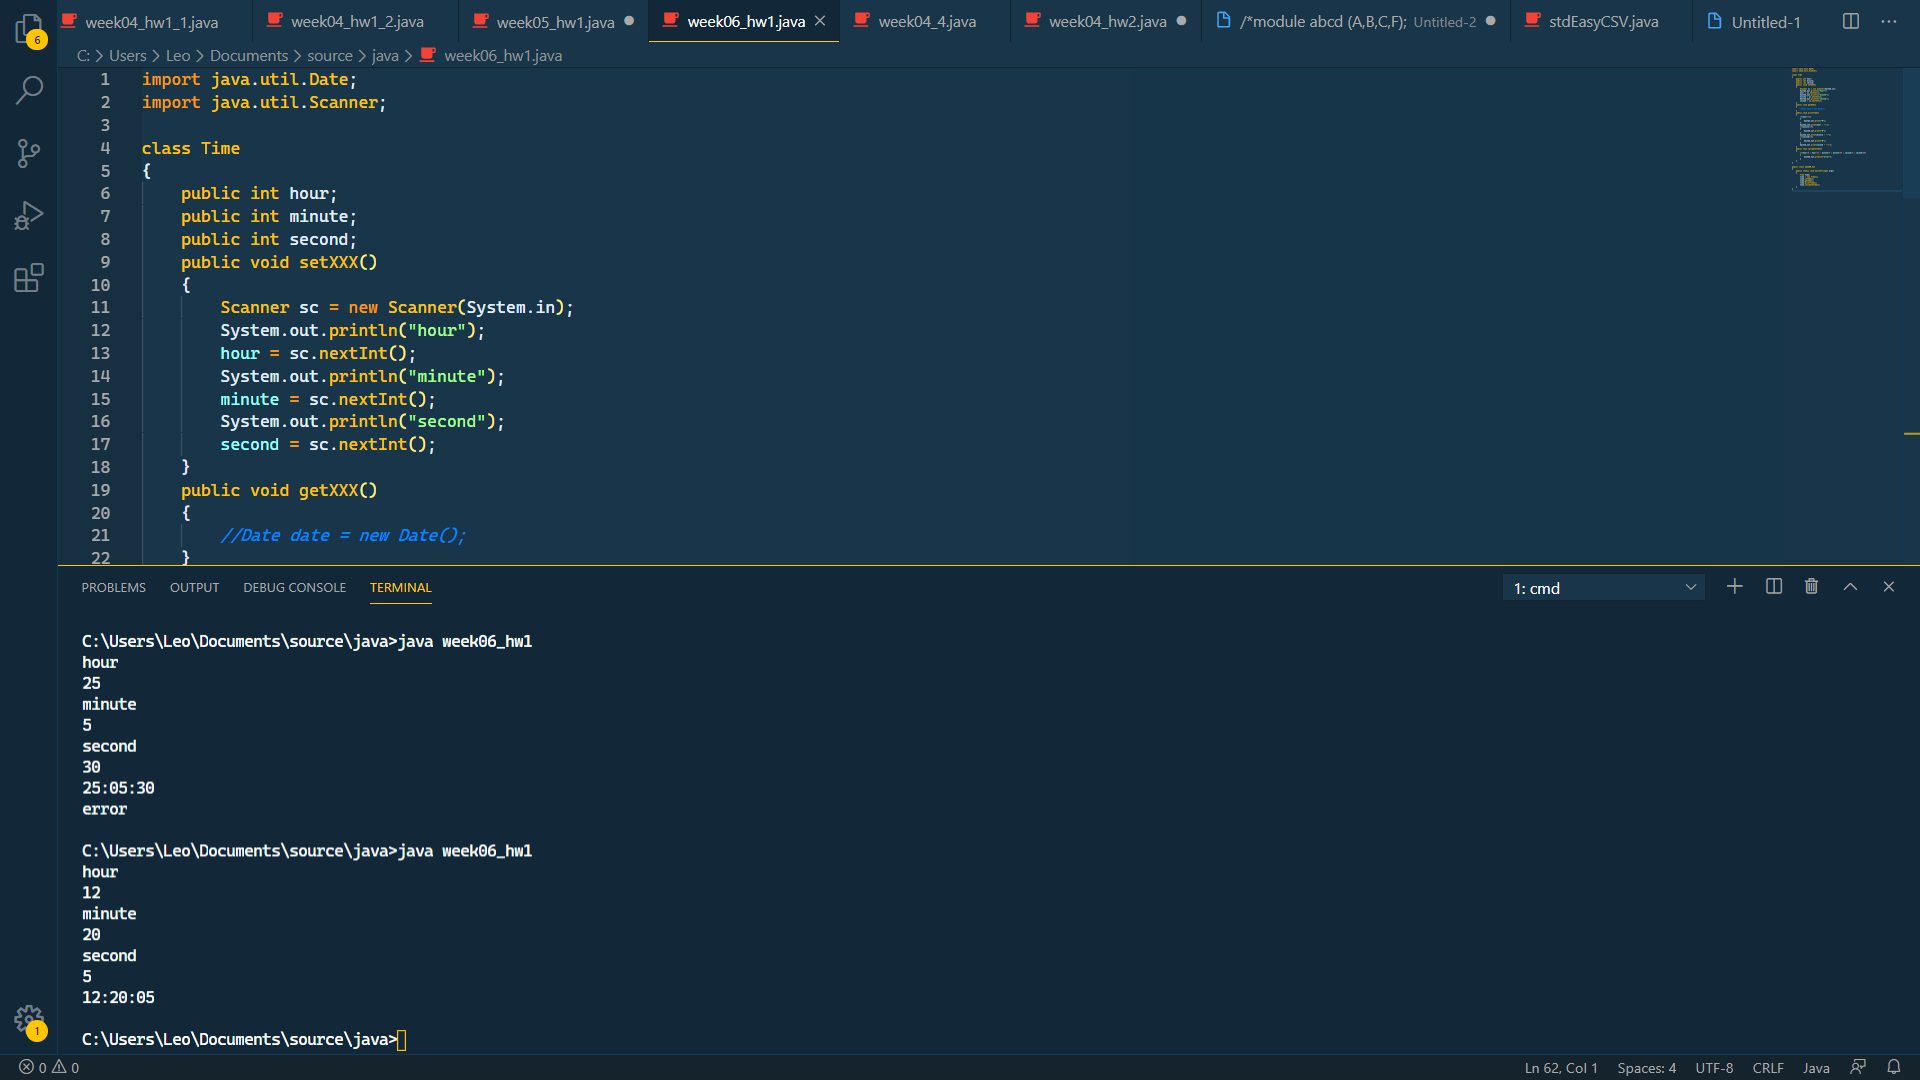 week04_hw1_1.java week04_hw1_2.java week05_hw1.java week06_hw1.java week04_4.java week04_hw2.java /*module abcd (A,B,C,F); Untitled-2 stdEasyCSV.java Untitled-1
C: > Users > Leo > Documents > source > java > week06_hw1.java
6
1 import java.util.Date;
2 import java.util.Scanner;
3
4 class Time
5 {
6 public int hour;
7 public int minute;
8 public int second;
9 public void setXXX()
10 {
11 Scanner sc = new Scanner(System.in);
12 System.out.println("hour");
13 hour = sc.nextInt();
14 System.out.println("minute");
15 minute = sc.nextInt();
16 System.out.println("second");
17 second = sc.nextInt();
18 }
19 public void getXXX()
20 {
21 //Date date = new Date();
22 }
PROBLEMS OUTPUT DEBUG CONSOLE TERMINAL 1: cmd
C:\Users\Leo\Documents\source\java>java week06_hw1
hour
25
minute
5
second
30
25:05:30
error
C:\Users\Leo\Documents\source\java>java week06_hw1
hour
12
minute
20
second
5
12:20:05
C:\Users\Leo\Documents\source\java>
1
0 0 Ln 62, Col 1 Spaces: 4 UTF-8 CRLF Java